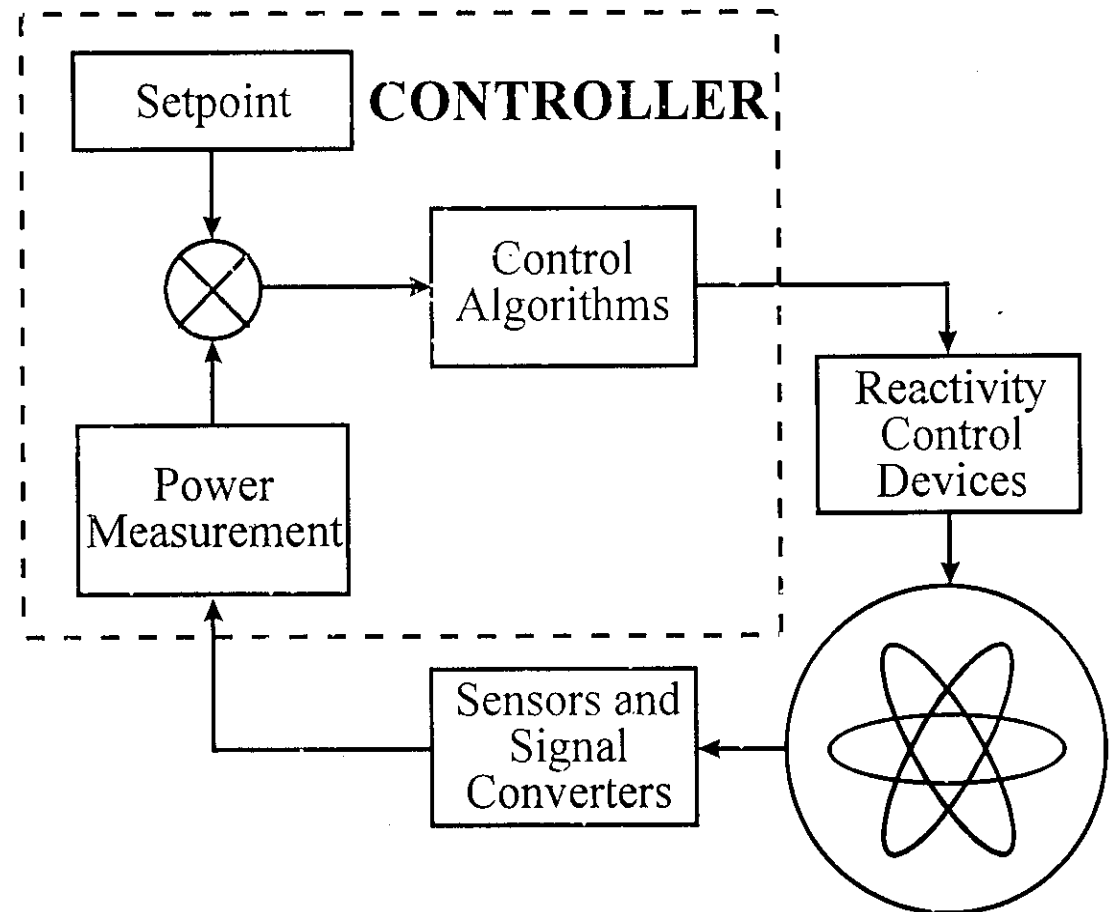 Setpoint
CONTROLLER
Control
Algorithms
Reactivity
Control
Devices
Power
Measurement
Sensors and
Signal
Converters